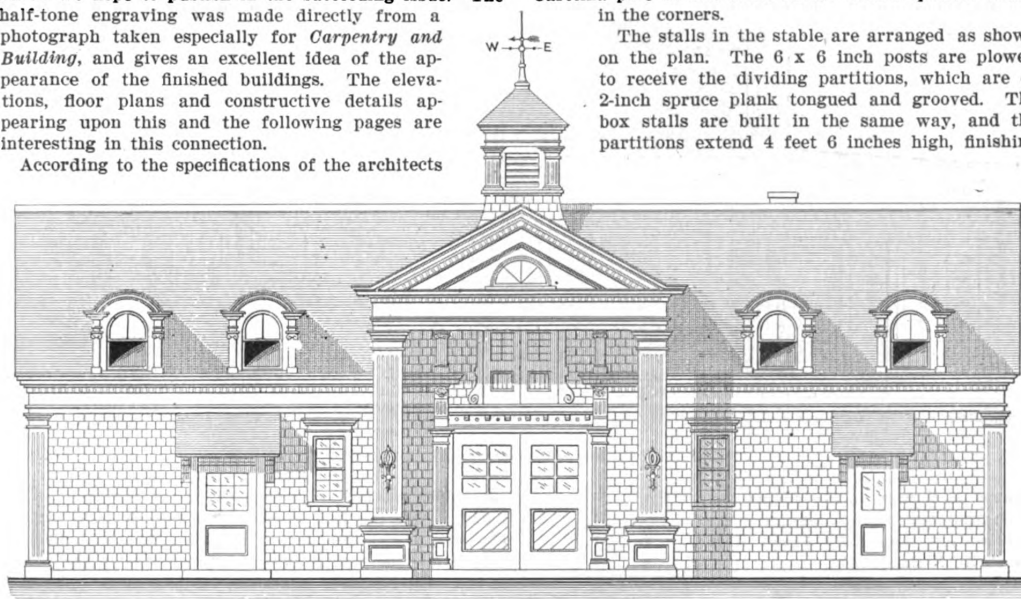 half-tone engraving was made directly from a
photograph taken especially for Carpentry and
Building, and gives an excellent idea of the ap-
pearance of the finished buildings. The eleva-
tions, floor plans and constructive details ap-
pearing upon this and the following pages are
interesting in this connection.
According to the specifications of the architects
in the corners.
The stalls in the stable are arranged as show
on the plan. The 6 x 6 inch posts are plowe
to receive the dividing partitions, which are
2-inch spruce plank tongued and grooved. Th
box stalls are built in the same way, and th
partitions extend 4 feet 6 inches high, finishin
W E